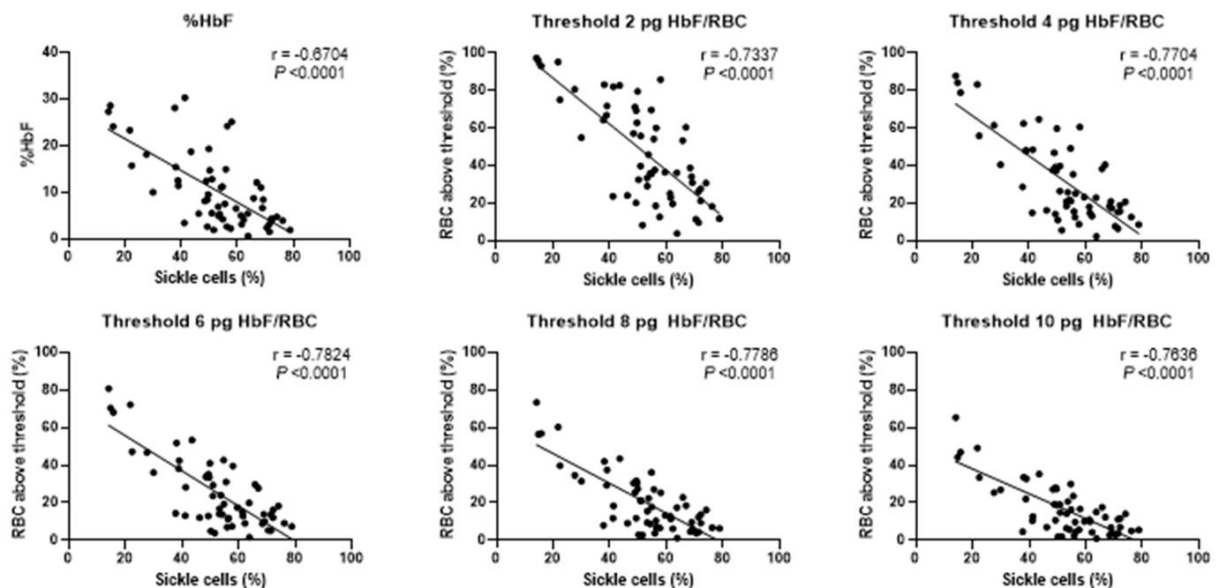 %HbF
r = -0.6704
P <0.0001
40
30
20
10
0
%HbF
0 20 40 60 80 100
Sickle cells (%)
Threshold 2 pg HbF/RBC
r = -0.7337
P <0.0001
100
80
60
40
20
0
RBC above threshold (%)
0 20 40 60 80 100
Sickle cells (%)
Threshold 4 pg HbF/RBC
r = -0.7704
P <0.0001
100
80
60
40
20
0
RBC above threshold (%)
0 20 40 60 80 100
Sickle cells (%)
Threshold 6 pg HbF/RBC
r = -0.7824
P <0.0001
100
80
60
40
20
0
RBC above threshold (%)
0 20 40 60 80 100
Sickle cells (%)
Threshold 8 pg HbF/RBC
r = -0.7786
P <0.0001
100
80
60
40
20
0
RBC above threshold (%)
0 20 40 60 80 100
Sickle cells (%)
Threshold 10 pg HbF/RBC
r = -0.7636
P <0.0001
100
80
60
40
20
0
RBC above threshold (%)
0 20 40 60 80 100
Sickle cells (%)